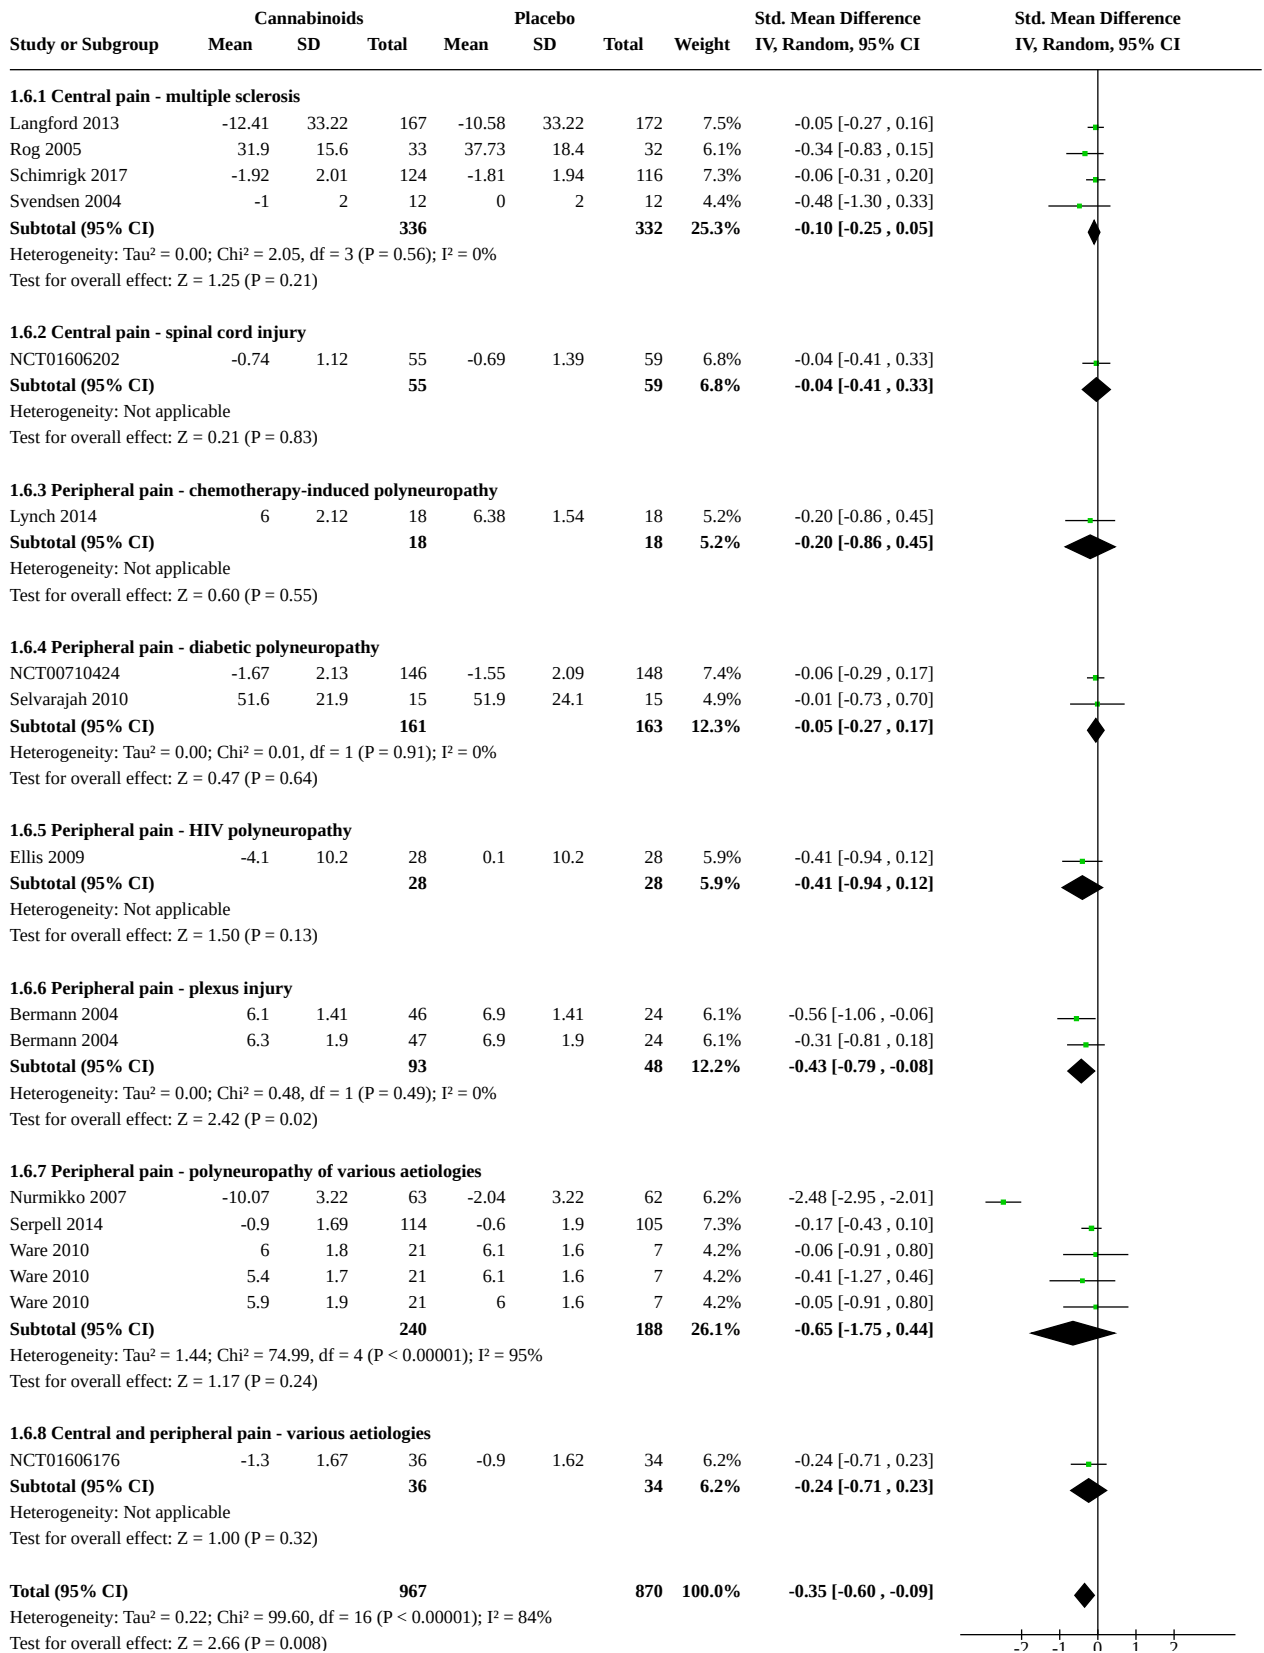 Cannabinoids Placebo Std. Mean Difference Std. Mean Difference
Study or Subgroup Mean SD Total Mean SD Total Weight IV, Random, 95% CI IV, Random, 95% CI
1.6.1 Central pain - multiple sclerosis
Langford 2013 -12.41 33.22 167 -10.58 33.22 172 7.5% -0.05 [-0.27 , 0.16]
Rog 2005 31.9 15.6 33 37.73 18.4 32 6.1% -0.34 [-0.83 , 0.15]
Schimrigk 2017 -1.92 2.01 124 -1.81 1.94 116 7.3% -0.06 [-0.31 , 0.20]
Svendsen 2004 -1 2 12 0 2 12 4.4% -0.48 [-1.30 , 0.33]
Subtotal (95% CI) 336 332 25.3% -0.10 [-0.25 , 0.05]
Heterogeneity: Tau² = 0.00; Chi² = 2.05, df = 3 (P = 0.56); I² = 0%
Test for overall effect: Z = 1.25 (P = 0.21)
1.6.2 Central pain - spinal cord injury
NCT01606202 -0.74 1.12 55 -0.69 1.39 59 6.8% -0.04 [-0.41 , 0.33]
Subtotal (95% CI) 55 59 6.8% -0.04 [-0.41 , 0.33]
Heterogeneity: Not applicable
Test for overall effect: Z = 0.21 (P = 0.83)
1.6.3 Peripheral pain - chemotherapy-induced polyneuropathy
Lynch 2014 6 2.12 18 6.38 1.54 18 5.2% -0.20 [-0.86 , 0.45]
Subtotal (95% CI) 18 18 5.2% -0.20 [-0.86 , 0.45]
Heterogeneity: Not applicable
Test for overall effect: Z = 0.60 (P = 0.55)
1.6.4 Peripheral pain - diabetic polyneuropathy
NCT00710424 -1.67 2.13 146 -1.55 2.09 148 7.4% -0.06 [-0.29 , 0.17]
Selvarajah 2010 51.6 21.9 15 51.9 24.1 15 4.9% -0.01 [-0.73 , 0.70]
Subtotal (95% CI) 161 163 12.3% -0.05 [-0.27 , 0.17]
Heterogeneity: Tau² = 0.00; Chi² = 0.01, df = 1 (P = 0.91); I² = 0%
Test for overall effect: Z = 0.47 (P = 0.64)
1.6.5 Peripheral pain - HIV polyneuropathy
Ellis 2009 -4.1 10.2 28 0.1 10.2 28 5.9% -0.41 [-0.94 , 0.12]
Subtotal (95% CI) 28 28 5.9% -0.41 [-0.94 , 0.12]
Heterogeneity: Not applicable
Test for overall effect: Z = 1.50 (P = 0.13)
1.6.6 Peripheral pain - plexus injury
Bermann 2004 6.1 1.41 46 6.9 1.41 24 6.1% -0.56 [-1.06 , -0.06]
Bermann 2004 6.3 1.9 47 6.9 1.9 24 6.1% -0.31 [-0.81 , 0.18]
Subtotal (95% CI) 93 48 12.2% -0.43 [-0.79 , -0.08]
Heterogeneity: Tau² = 0.00; Chi² = 0.48, df = 1 (P = 0.49); I² = 0%
Test for overall effect: Z = 2.42 (P = 0.02)
1.6.7 Peripheral pain - polyneuropathy of various aetiologies
Nurmikko 2007 -10.07 3.22 63 -2.04 3.22 62 6.2% -2.48 [-2.95 , -2.01]
Serpell 2014 -0.9 1.69 114 -0.6 1.9 105 7.3% -0.17 [-0.43 , 0.10]
Ware 2010 6 1.8 21 6.1 1.6 7 4.2% -0.06 [-0.91 , 0.80]
Ware 2010 5.4 1.7 21 6.1 1.6 7 4.2% -0.41 [-1.27 , 0.46]
Ware 2010 5.9 1.9 21 6 1.6 7 4.2% -0.05 [-0.91 , 0.80]
Subtotal (95% CI) 240 188 26.1% -0.65 [-1.75 , 0.44]
Heterogeneity: Tau² = 1.44; Chi² = 74.99, df = 4 (P < 0.00001); I² = 95%
Test for overall effect: Z = 1.17 (P = 0.24)
1.6.8 Central and peripheral pain - various aetiologies
NCT01606176 -1.3 1.67 36 -0.9 1.62 34 6.2% -0.24 [-0.71 , 0.23]
Subtotal (95% CI) 36 34 6.2% -0.24 [-0.71 , 0.23]
Heterogeneity: Not applicable
Test for overall effect: Z = 1.00 (P = 0.32)
Total (95% CI) 967 870 100.0% -0.35 [-0.60 , -0.09]
Heterogeneity: Tau² = 0.22; Chi² = 99.60, df = 16 (P < 0.00001); I² = 84%
Test for overall effect: Z = 2.66 (P = 0.008)
-2 -1 0 1 2